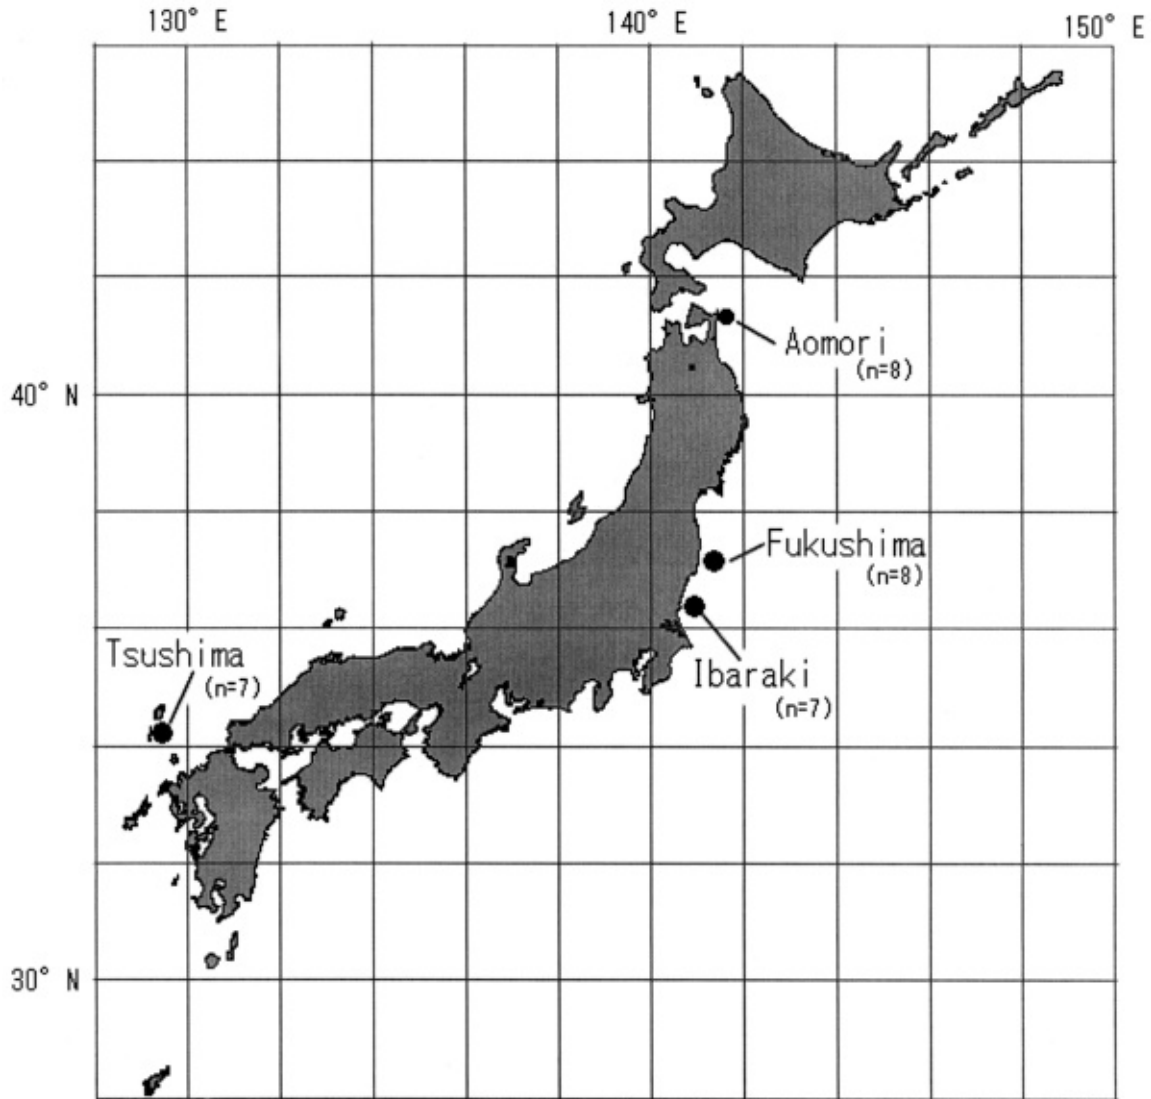 130° E
140° E
150° E
Aomori
(n=8)
40° N
Fukushima
(n=8)
Tsushima
(n=7)
Ibaraki
(n=7)
30° N